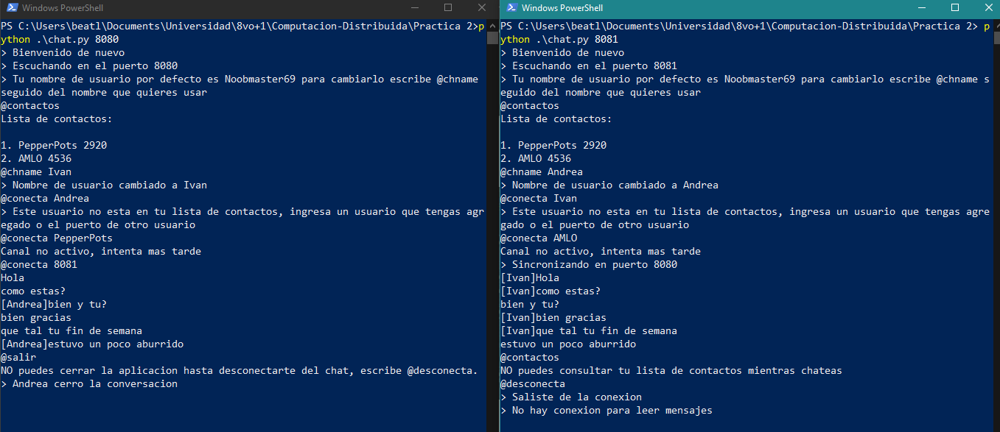 Windows PowerShell
PS C:\Users\beatl\Documents\Universidad\8vo+1\Computacion-Distribuida\Practica 2>p
ython .\chat.py 8080
> Bienvenido de nuevo
> Escuchando en el puerto 8080
> Tu nombre de usuario por defecto es Noobmaster69 para cambiarlo escribe @chname
seguido del nombre que quieres usar
@contactos
Lista de contactos:
1. PepperPots 2920
2. AMLO 4536
@chname Ivan
> Nombre de usuario cambiado a Ivan
@conecta Andrea
> Este usuario no esta en tu lista de contactos, ingresa un usuario que tengas agr
egado o el puerto de otro usuario
@conecta PepperPots
Canal no activo, intenta mas tarde
@conecta 8081
Hola
como estas?
[Andrea]bien y tu?
bien gracias
que tal tu fin de semana
[Andrea]estuvo un poco aburrido
@salir
NO puedes cerrar la aplicacion hasta desconectarte del chat, escribe @desconecta.
> Andrea cerro la conversacion
Windows PowerShell
PS C:\Users\beatl\Documents\Universidad\8vo+1\Computacion-Distribuida\Practica 2> p
ython .\chat.py 8081
> Bienvenido de nuevo
> Escuchando en el puerto 8081
> Tu nombre de usuario por defecto es Noobmaster69 para cambiarlo escribe @chname s
eguido del nombre que quieres usar
@contactos
Lista de contactos:
1. PepperPots 2920
2. AMLO 4536
@chname Andrea
> Nombre de usuario cambiado a Andrea
@conecta Ivan
> Este usuario no esta en tu lista de contactos, ingresa un usuario que tengas agre
gado o el puerto de otro usuario
@conecta AMLO
Canal no activo, intenta mas tarde
> Sincronizando en puerto 8080
[Ivan]Hola
[Ivan]como estas?
bien y tu?
[Ivan]bien gracias
[Ivan]que tal tu fin de semana
estuvo un poco aburrido
@contactos
NO puedes consultar tu lista de contactos mientras chateas
@desconecta
> Saliste de la conexion
> No hay conexion para leer mensajes